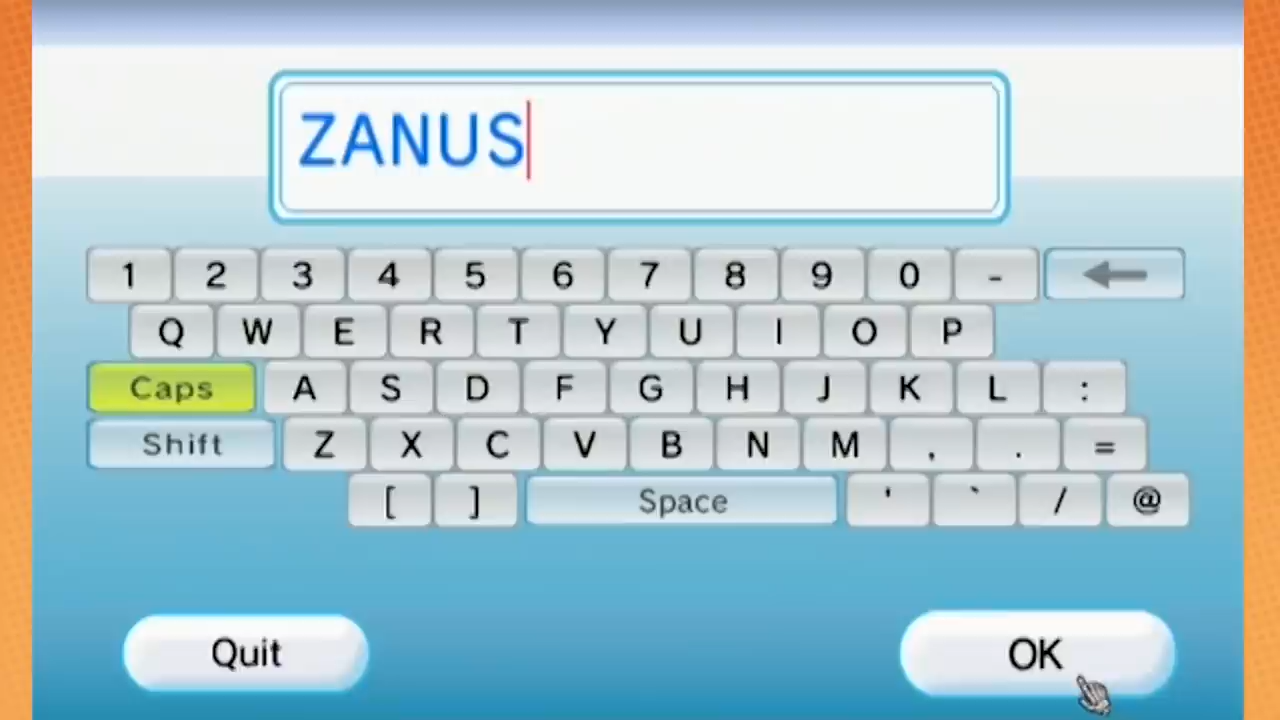 ZANUS
1 2 3 4 5 6 7 8 9 0 -
Q W E R T Y U I O P
Caps A S D F G H J K L :
Shift Z X C V B N M , . =
[ ] Space ' ` / @
Quit OK